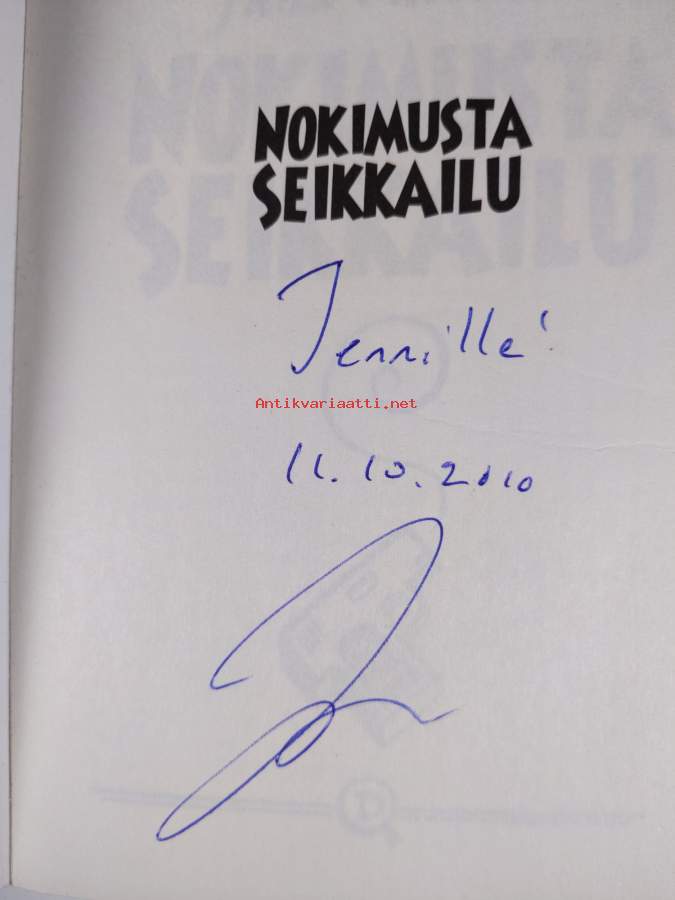 NOKIMUSTA
SEIKKAILU
Jennille!
Antikvariaatti.net
11.10.2010